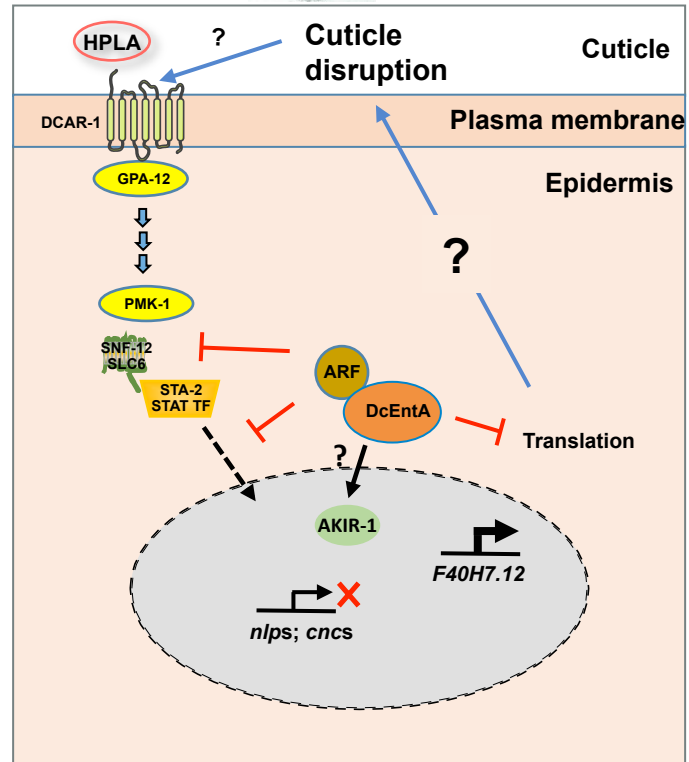 HPLA
?
Cuticle
disruption
Cuticle
DCAR-1
Plasma membrane
GPA-12
Epidermis
?
PMK-1
SNF-12
SLC6
ARF
STA-2
STAT TF
DcEntA
Translation
?
AKIR-1
F40H7.12
nlps; cncs